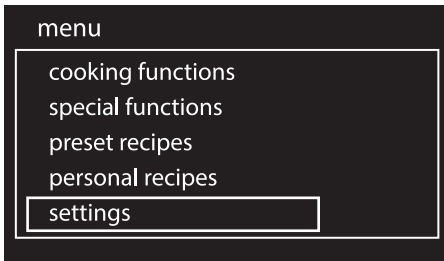 menu
cooking functions
special functions
preset recipes
personal recipes
settings